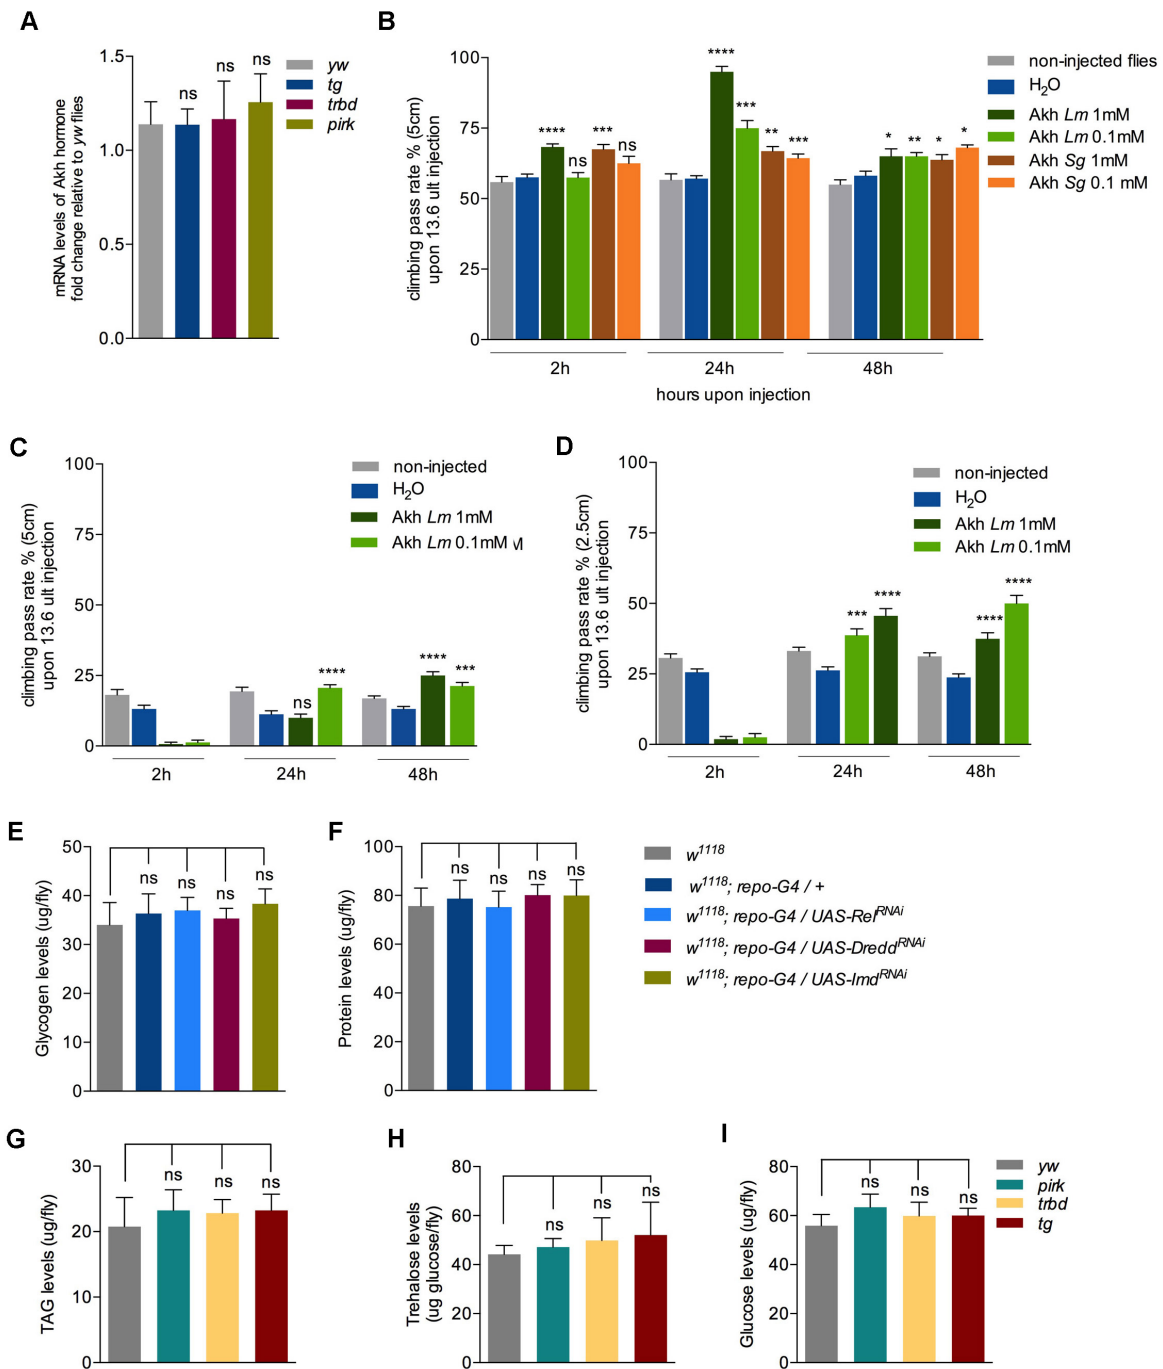 A
mRNA levels of Akh hormone
fold change relative to yw flies
1.5
1.0
0.5
0.0
ns
ns
ns
yw
tg
trbd
pirk
B
climbing pass rate % (5cm)
upon 13.6 ult injection
100
75
50
25
0
****
ns
***
ns
****
***
**
***
*
**
*
*
2h
24h
48h
hours upon injection
non-injected flies
H2O
Akh Lm 1mM
Akh Lm 0.1mM
Akh Sg 1mM
Akh Sg 0.1 mM
C
climbing pass rate % (5cm)
upon 13.6 ult injection
100
75
50
25
0
ns
****
****
***
2h
24h
48h
non-injected
H2O
Akh Lm 1mM
Akh Lm 0.1mM M
D
climbing pass rate % (2.5cm)
upon 13.6 ult injection
100
75
50
25
0
***
****
****
****
2h
24h
48h
non-injected
H2O
Akh Lm 1mM
Akh Lm 0.1mM
E
Glycogen levels (ug/fly)
50
40
30
30
10
0
ns
ns
ns
ns
F
Protein levels (ug/fly)
100
80
60
40
20
0
ns
ns
ns
ns
w1118
w1118; repo-G4 / +
w1118; repo-G4 / UAS-RelRNAi
w1118; repo-G4 / UAS-DreddRNAi
w1118; repo-G4 / UAS-ImdRNAi
G
TAG levels (ug/fly)
30
20
10
0
ns
ns
ns
H
Trehalose levels
(ug glucose/fly)
80
60
40
20
0
ns
ns
ns
I
Glucose levels (ug/fly)
80
60
40
20
0
ns
ns
ns
yw
pirk
trbd
tg